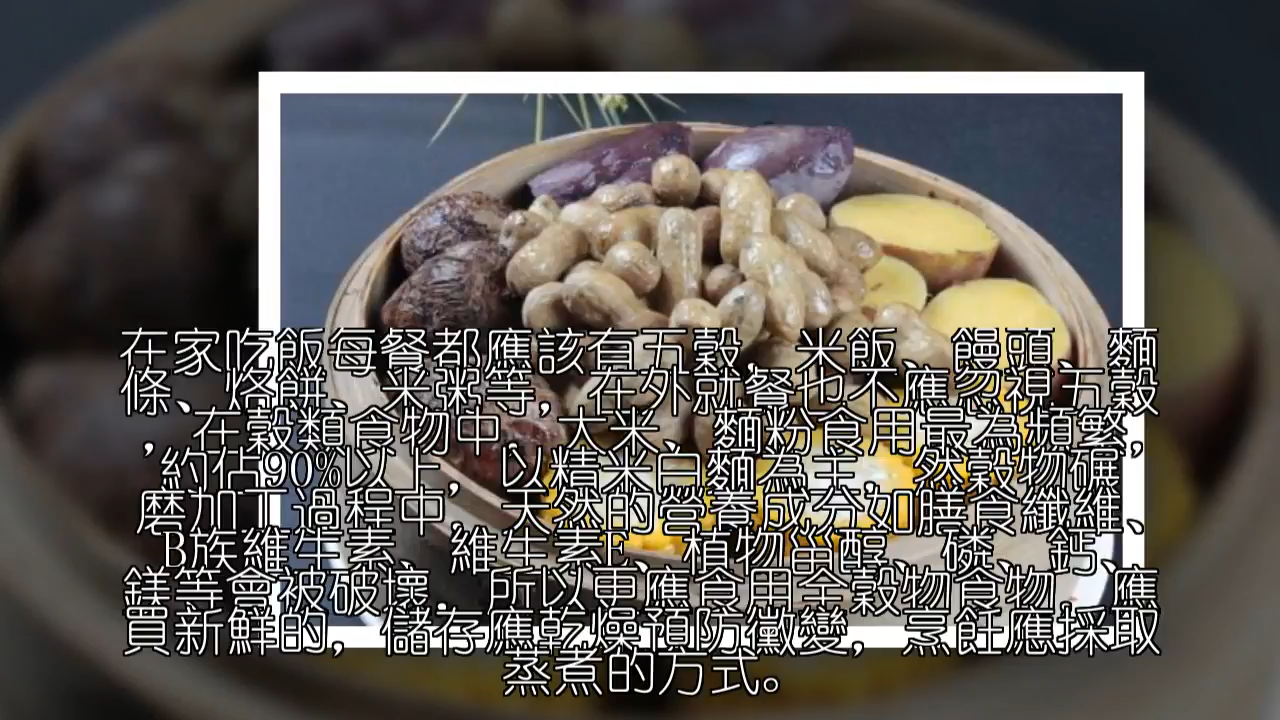 在家吃飯每餐都應該有五穀，米飯、饅頭、麵
條、烙餅、米粥等，在外就餐也不應忽視五穀
，在穀類食物中，大米、麵粉食用最為頻繁，
約佔90%以上，以精米白麵為主，然穀物碾
磨加工過程中，天然的營養成分如膳食纖維、
B族維生素、維生素E、植物甾醇、磷、鈣、
鎂等會被破壞，所以更應食用全穀物食物，應
買新鮮的，儲存應乾燥預防黴變，烹飪應採取
蒸煮的方式。